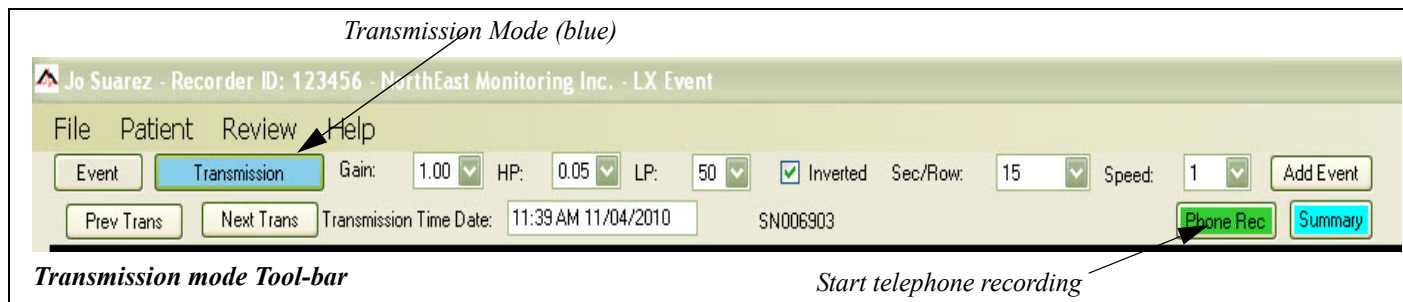 Transmission Mode (blue)
Jo Suarez - Recorder ID: 123456 - NorthEast Monitoring Inc. - LX Event
File Patient Review Help
Event Transmission Gain: 1.00 HP: 0.05 LP: 50 Inverted Sec/Row: 15 Speed: 1 Add Event
Prev Trans Next Trans Transmission Time Date: 11:39 AM 11/04/2010 SN006903 Phone Rec Summary
Transmission mode Tool-bar
Start telephone recording